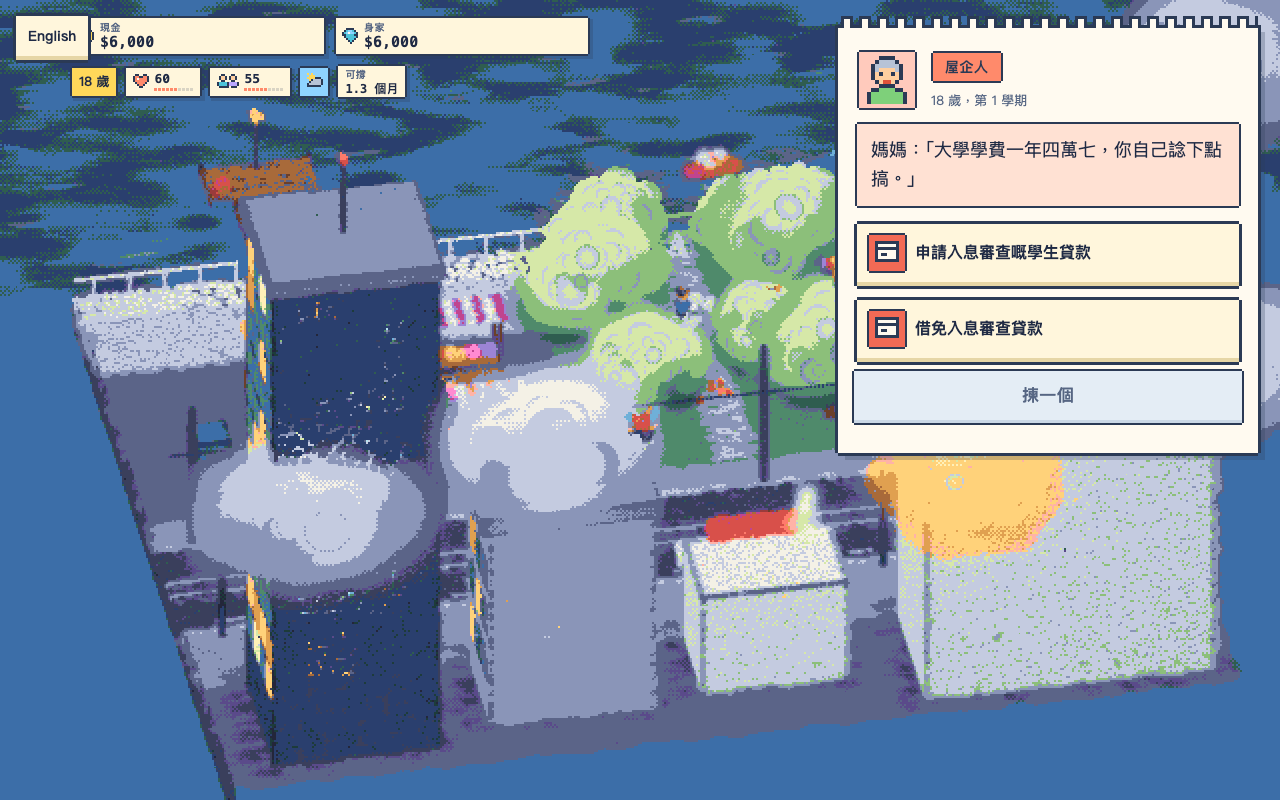 English
現金
$6,000
身家
$6,000
18 歲
60
55
可撐
1.3 個月
屋企人
18 歲，第 1 學期
媽媽：「大學學費一年四萬七，你自己諗下點
搞。」
申請入息審查嘅學生貸款
借免入息審查貸款
揀一個